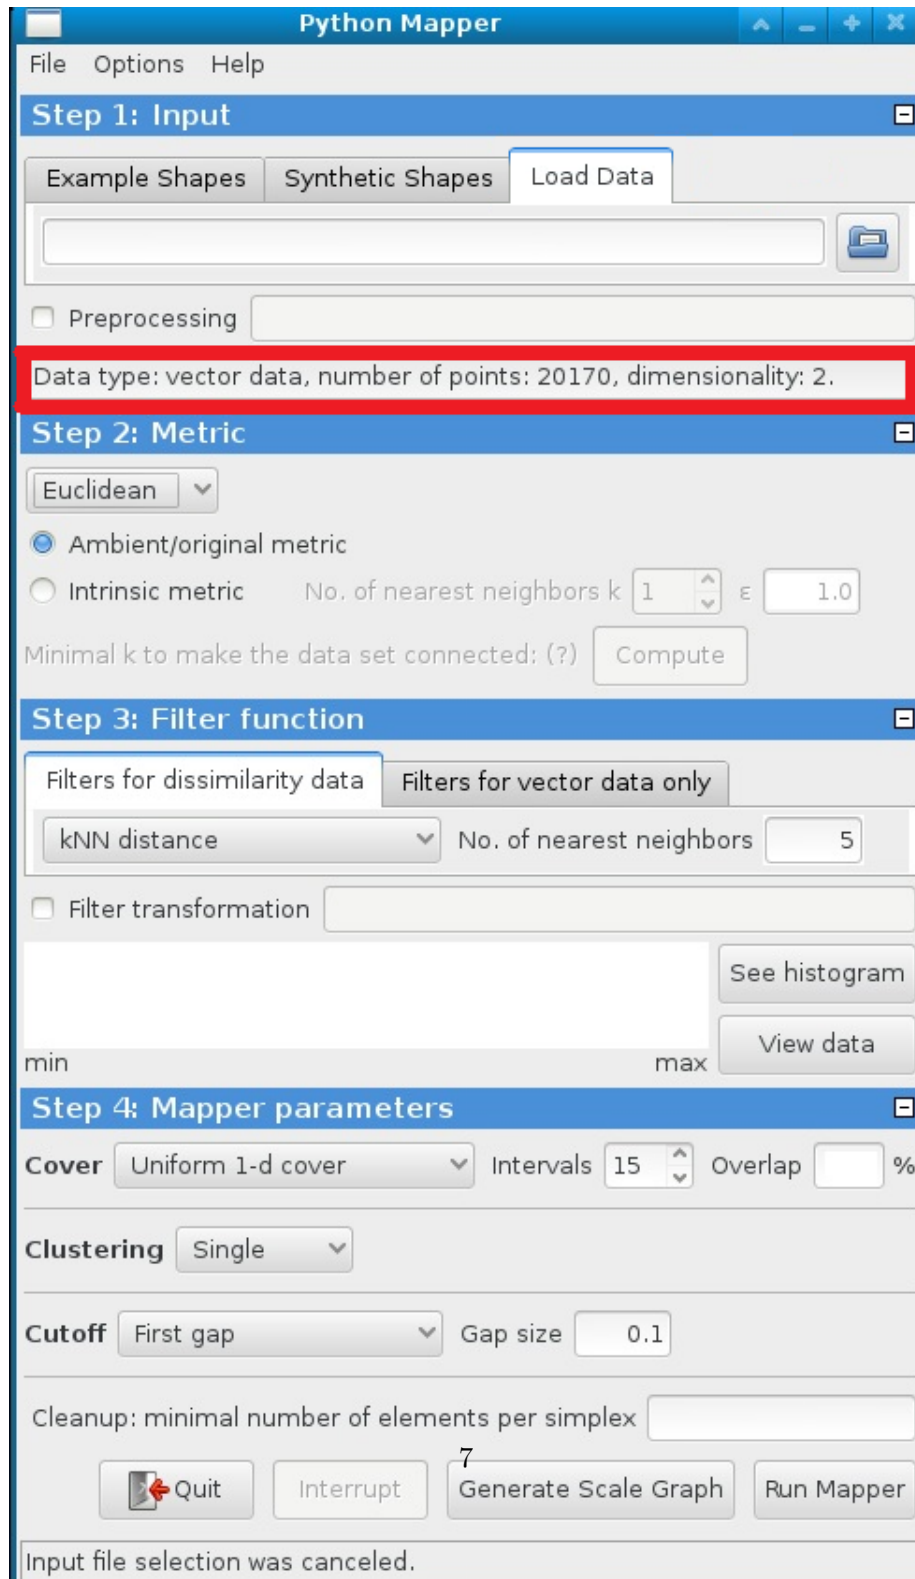 Python Mapper
File Options Help
Step 1: Input
Example Shapes Synthetic Shapes Load Data
Preprocessing
Data type: vector data, number of points: 20170, dimensionality: 2.
Step 2: Metric
Euclidean
Ambient/original metric
Intrinsic metric No. of nearest neighbors k 1 ε 1.0
Minimal k to make the data set connected: (?) Compute
Step 3: Filter function
Filters for dissimilarity data Filters for vector data only
kNN distance No. of nearest neighbors 5
Filter transformation
See histogram
View data
min max
Step 4: Mapper parameters
Cover Uniform 1-d cover Intervals 15 Overlap %
Clustering Single
Cutoff First gap Gap size 0.1
Cleanup: minimal number of elements per simplex
7
Quit Interrupt Generate Scale Graph Run Mapper
Input file selection was canceled.